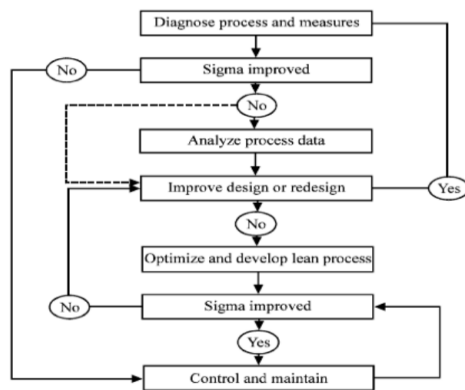 Diagnose process and measures
No
Sigma improved
No
Analyze process data
Improve design or redesign
Yes
No
Optimize and develop lean process
No
Sigma improved
Yes
Control and maintain